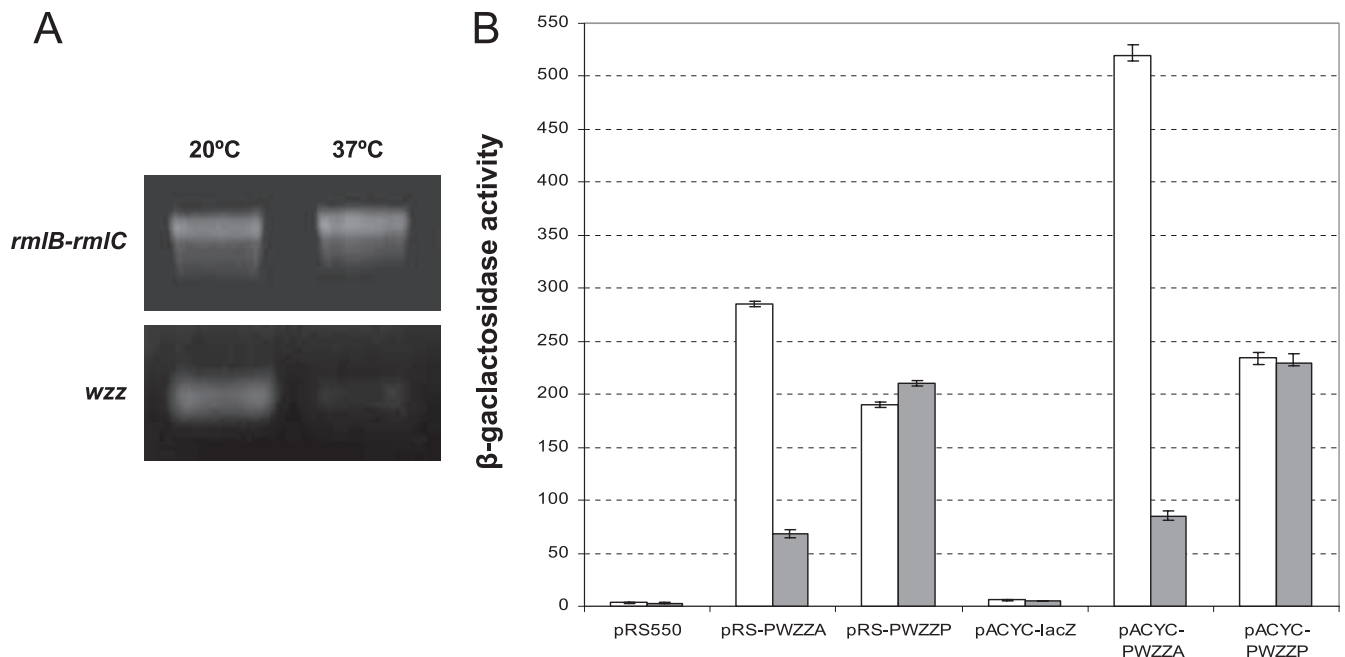 A
B
20ºC 37ºC
rmlB-rmlC
wzz
β-gaclactosidase activity
550
500
450
400
350
300
250
200
150
100
50
0
pRS550 pRS-PWZZA pRS-PWZZP pACYC-lacZ pACYC-PWZZA pACYC-PWZZP